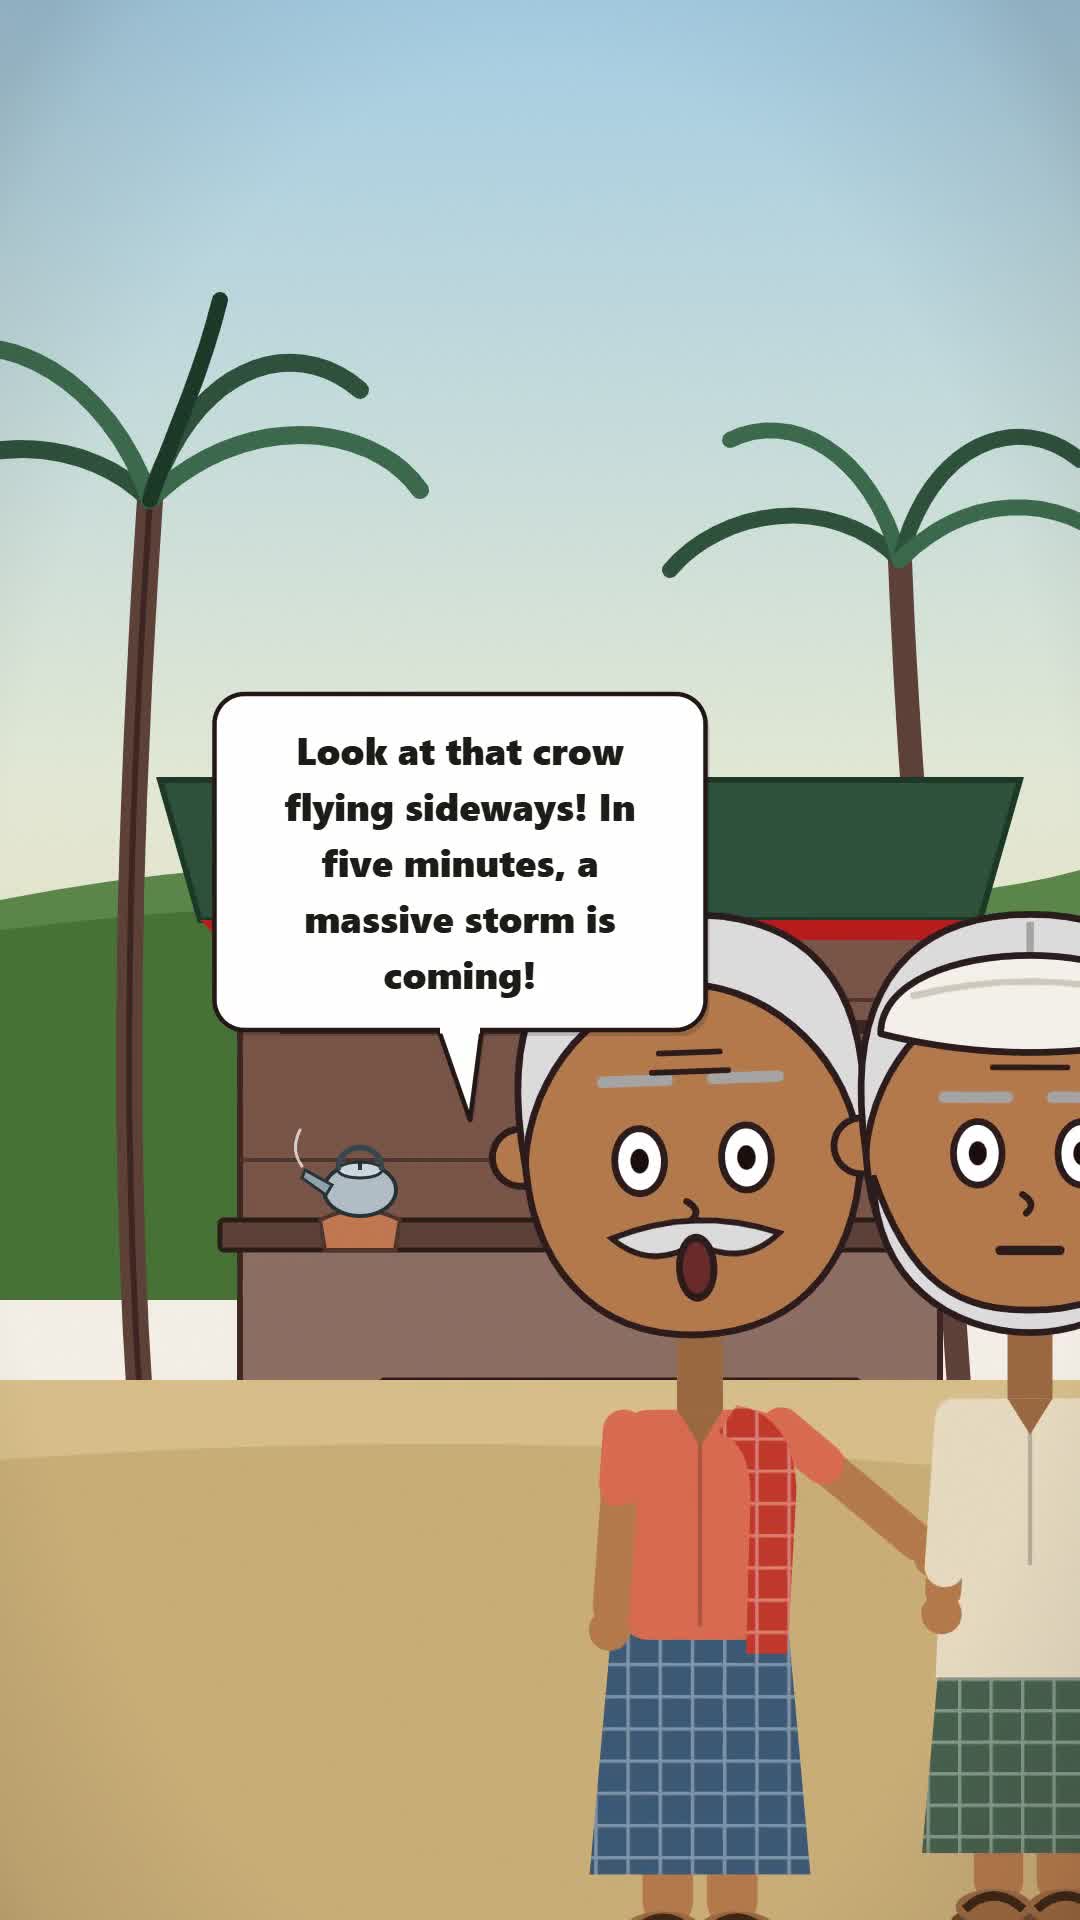 Look at that crow
flying sideways! In
five minutes, a
massive storm is
coming!